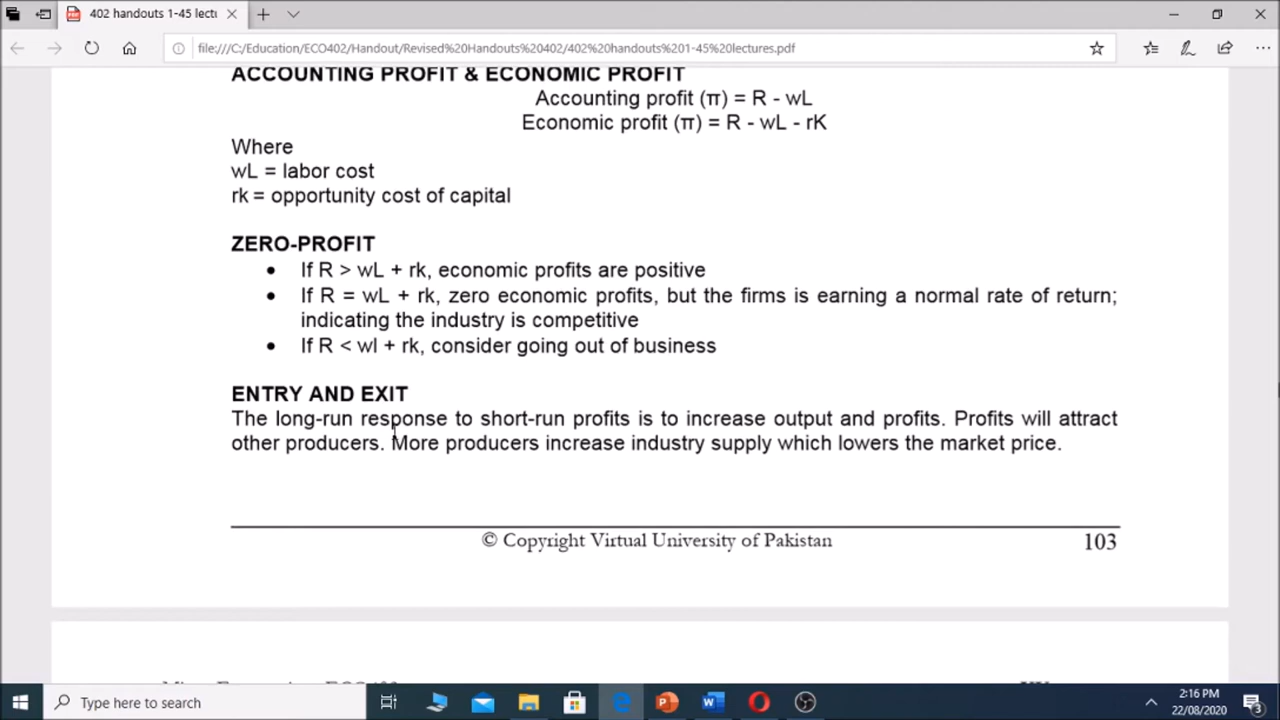 402 handouts 1-45 lectu
file:///C:/Education/ECO402/Handout/Revised%20Handouts%20402/402%20handouts%201-45%20lectures.pdf
ACCOUNTING PROFIT & ECONOMIC PROFIT
Accounting profit (π) = R - wL
Economic profit (π) = R - wL - rK
Where
wL = labor cost
rk = opportunity cost of capital
ZERO-PROFIT
• If R > wL + rk, economic profits are positive
• If R = wL + rk, zero economic profits, but the firms is earning a normal rate of return;
indicating the industry is competitive
• If R < wl + rk, consider going out of business
ENTRY AND EXIT
The long-run response to short-run profits is to increase output and profits. Profits will attract
other producers. More producers increase industry supply which lowers the market price.
© Copyright Virtual University of Pakistan 103
Type here to search
2:16 PM
22/08/2020
3